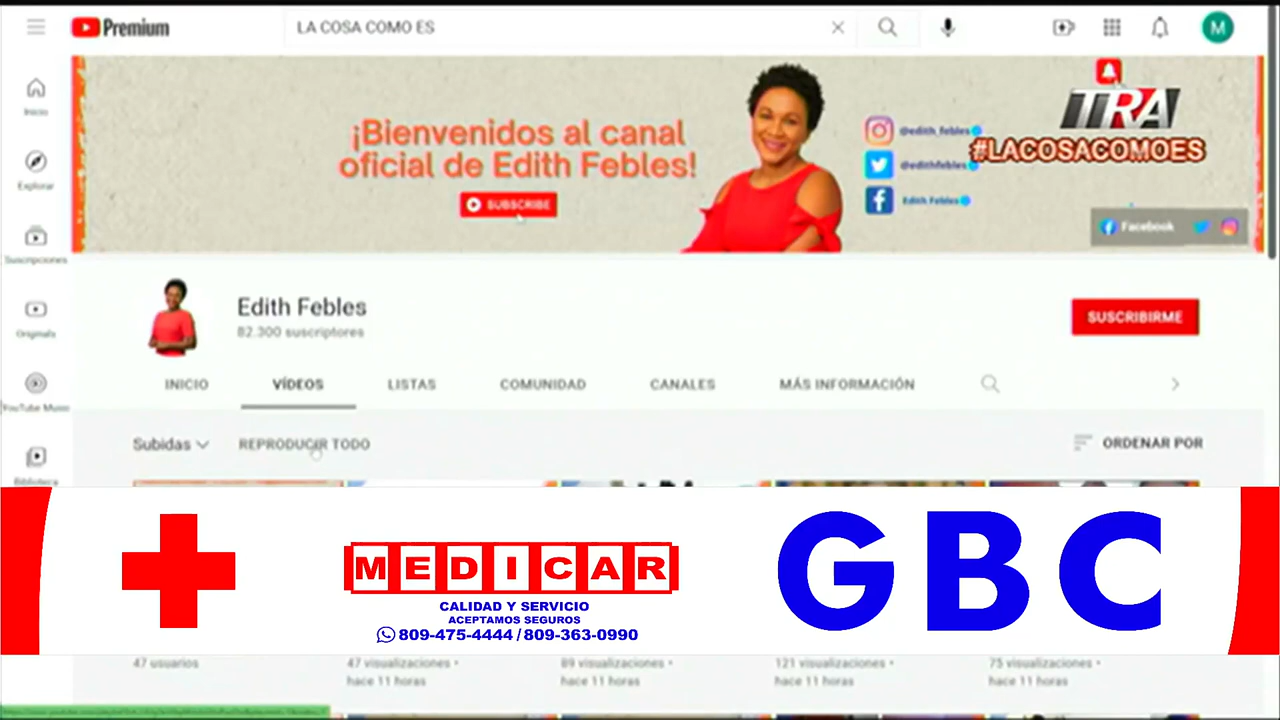 Premium
LA COSA COMO ES
M
Inicio
Explorar
Suscripciones
Originals
YouTube Music
Biblioteca
¡Bienvenidos al canal
oficial de Edith Febles!
SUBSCRIBE
@edith_febles
@edithfebles
Edith Febles
TRA
#LACOSACOMOES
Facebook
Edith Febles
82.300 suscriptores
SUSCRIBIRME
INICIO
VÍDEOS
LISTAS
COMUNIDAD
CANALES
MÁS INFORMACIÓN
Subidas
REPRODUCIR TODO
ORDENAR POR
MEDICAR
CALIDAD Y SERVICIO
ACEPTAMOS SEGUROS
809-475-4444 / 809-363-0990
GBC
47 usuarios
47 visualizaciones •
hace 11 horas
89 visualizaciones •
hace 11 horas
121 visualizaciones •
hace 11 horas
75 visualizaciones •
hace 11 horas